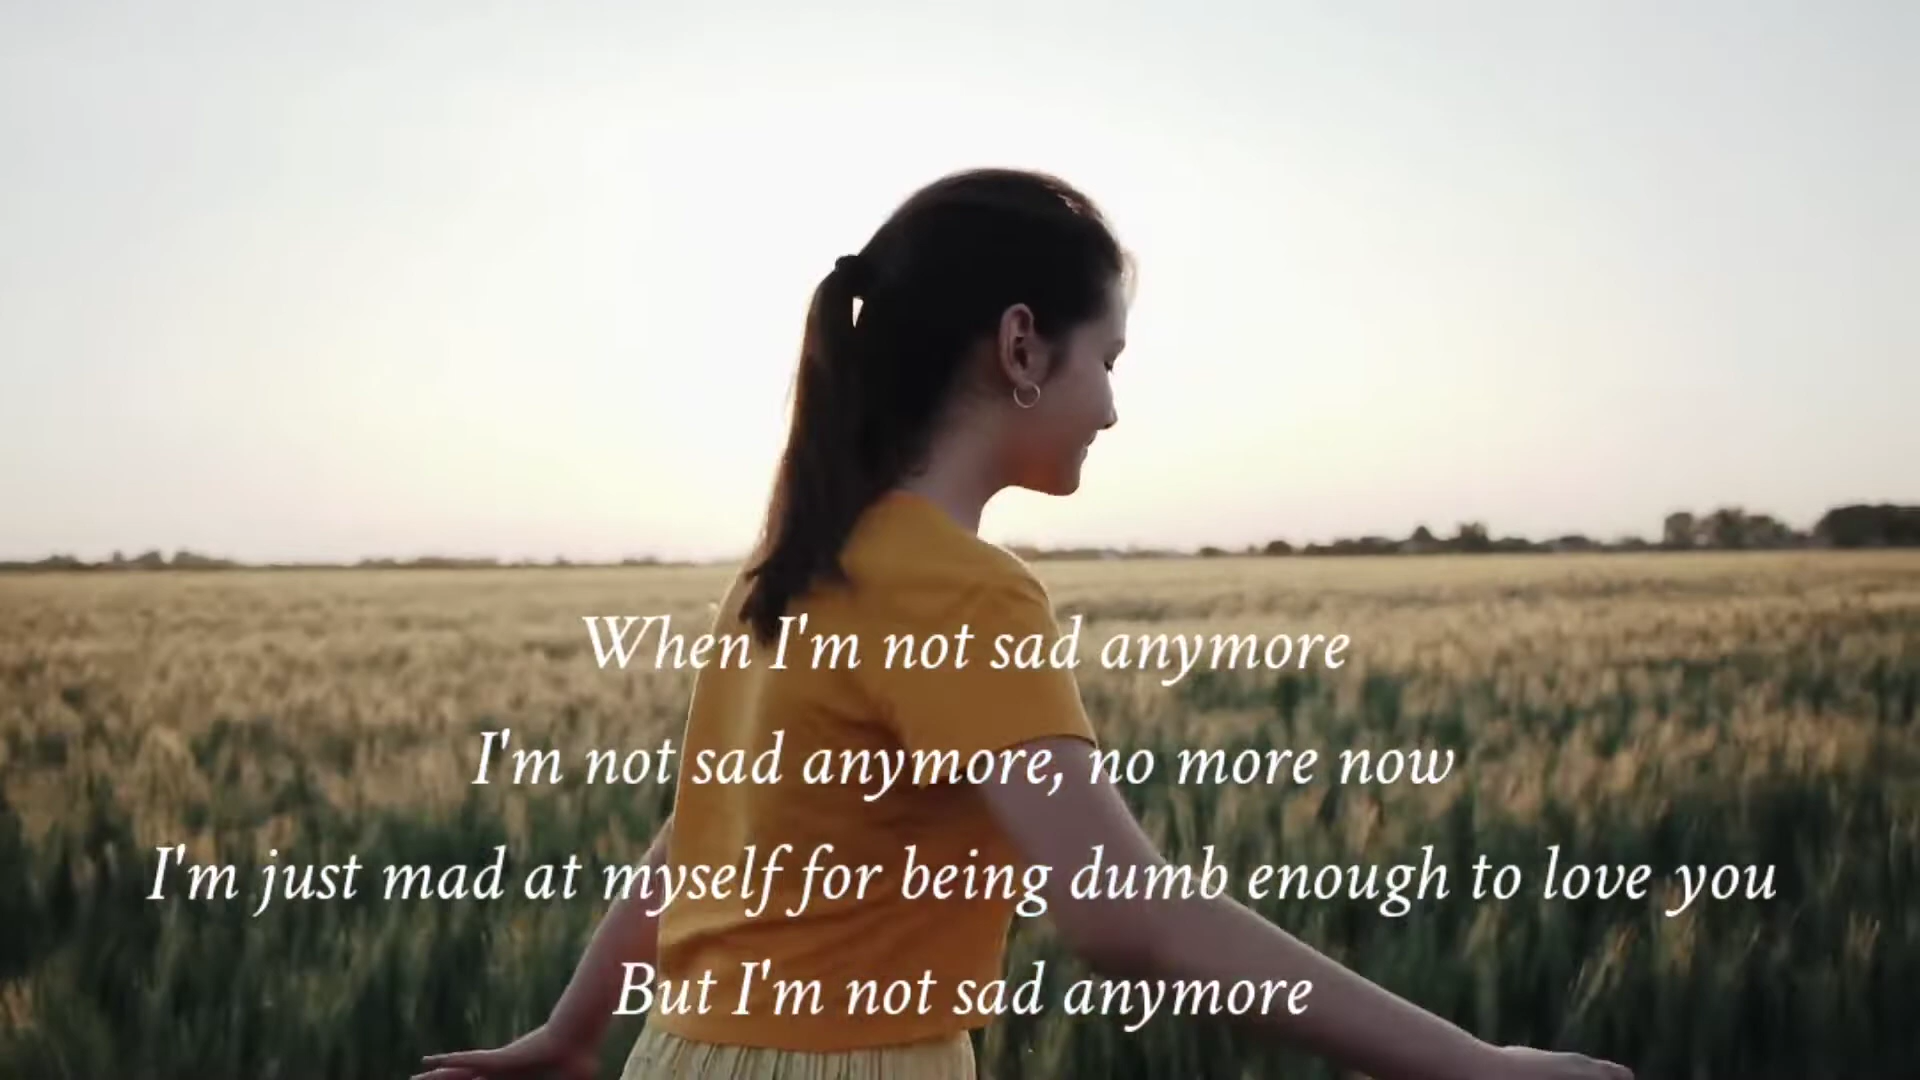 When I'm not sad anymore
I'm not sad anymore, no more now
I'm just mad at myself for being dumb enough to love you
But I'm not sad anymore